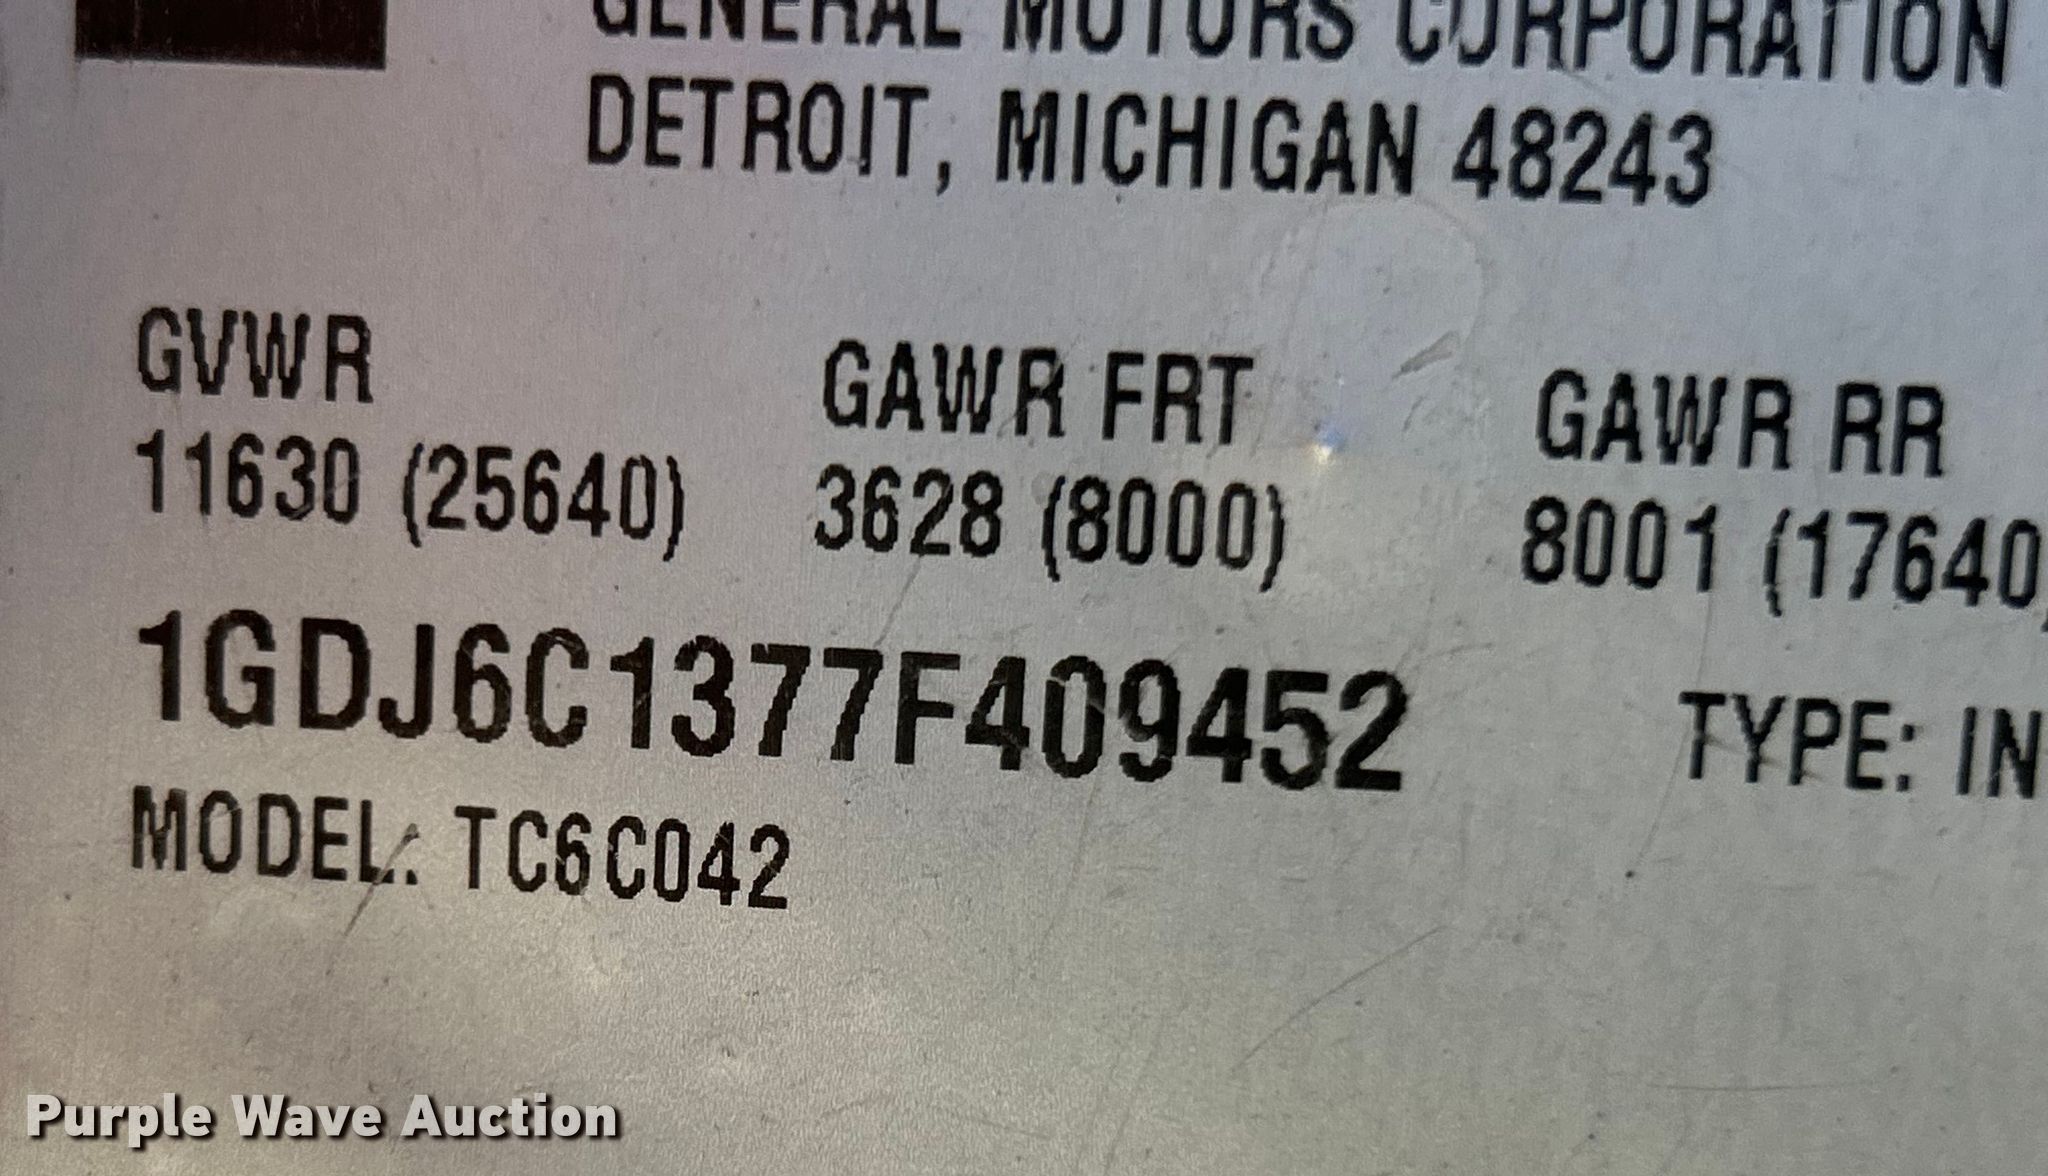 GENERAL MOTORS CORPORATION
DETROIT, MICHIGAN 48243
GVWR GAWR FRT GAWR RR
11630 (25640) 3628 (8000) 8001 (17640)
1GDJ6C1377F409452 TYPE: IN
MODEL: TC6C042
Purple Wave Auction